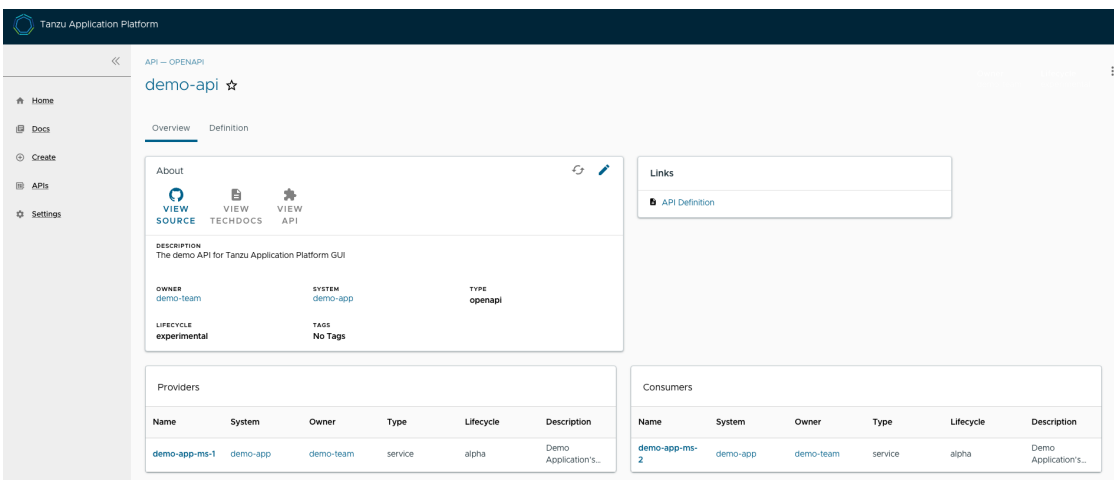 Tanzu Application Platform
Home
Docs
Create
APIs
Settings
API — OPENAPI
demo-api
Overview Definition
About
VIEW SOURCE
VIEW TECHDOCS
VIEW API
DESCRIPTION
The demo API for Tanzu Application Platform GUI
OWNER SYSTEM TYPE
demo-team demo-app openapi
LIFECYCLE TAGS
experimental No Tags
Links
API Definition
Providers
Name System Owner Type Lifecycle Description
demo-app-ms-1 demo-app demo-team service alpha Demo Application's...
Consumers
Name System Owner Type Lifecycle Description
demo-app-ms-2 demo-app demo-team service alpha Demo Application's...